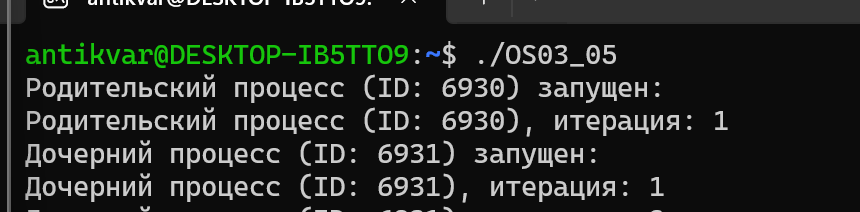 antikvar@DESKTOP-IB5TTO9:
antikvar@DESKTOP-IB5TTO9:~$ ./OS03_05
Родительский процесс (ID: 6930) запущен:
Родительский процесс (ID: 6930), итерация: 1
Дочерний процесс (ID: 6931) запущен:
Дочерний процесс (ID: 6931), итерация: 1